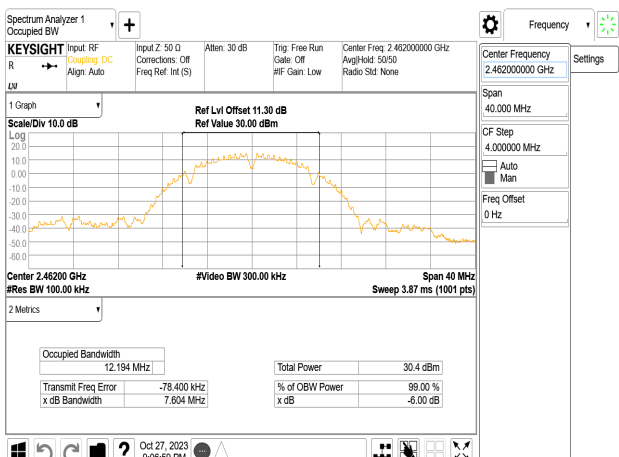 Spectrum Analyzer 1
Occupied BW
Frequency
KEYSIGHT
R
LXI
Input: RF
Coupling: DC
Align: Auto
Input Z: 50 Ω
Corrections: Off
Freq Ref: Int (S)
Atten: 30 dB
Trig: Free Run
Gate: Off
#IF Gain: Low
Center Freq: 2.462000000 GHz
Avg|Hold: 50/50
Radio Std: None
Center Frequency
2.462000000 GHz
Settings
Span
40.000 MHz
CF Step
4.000000 MHz
Auto
Man
Freq Offset
0 Hz
1 Graph
Scale/Div 10.0 dB
Ref Lvl Offset 11.30 dB
Ref Value 30.00 dBm
Log
20.0
10.0
0.00
-10.0
-20.0
-30.0
-40.0
-50.0
-60.0
Center 2.46200 GHz
#Video BW 300.00 kHz
Span 40 MHz
#Res BW 100.00 kHz
Sweep 3.87 ms (1001 pts)
2 Metrics
Occupied Bandwidth
12.194 MHz
Total Power 30.4 dBm
Transmit Freq Error -78.400 kHz
% of OBW Power 99.00 %
x dB Bandwidth 7.604 MHz
x dB -6.00 dB
?
Oct 27, 2023